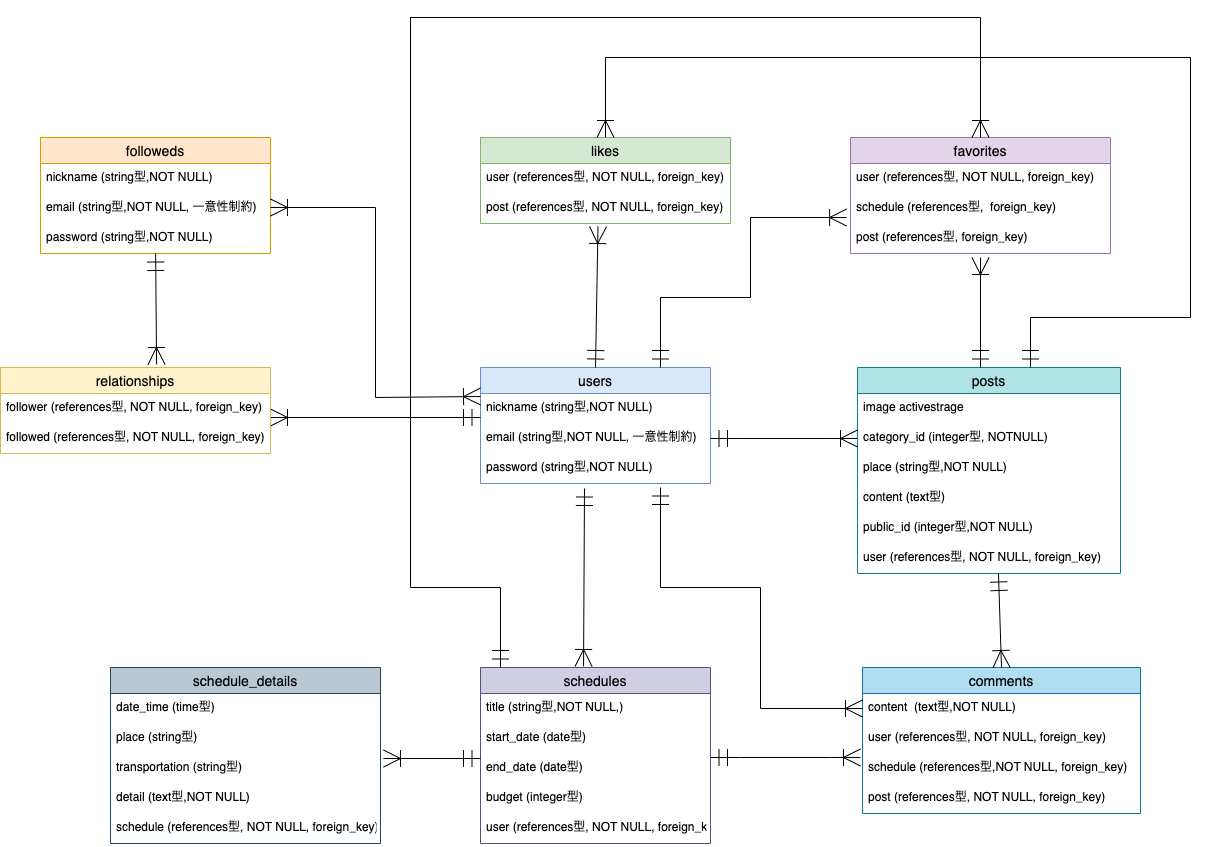 followeds
nickname (string型,NOT NULL)
email (string型,NOT NULL, 一意性制約)
password (string型,NOT NULL)
likes
user (references型, NOT NULL, foreign_key)
post (references型, NOT NULL, foreign_key)
favorites
user (references型, NOT NULL, foreign_key)
schedule (references型,  foreign_key)
post (references型, foreign_key)
relationships
follower (references型, NOT NULL, foreign_key)
followed (references型, NOT NULL, foreign_key)
users
nickname (string型,NOT NULL)
email (string型,NOT NULL, 一意性制約)
password (string型,NOT NULL)
posts
image activestrage
category_id (integer型, NOTNULL)
place (string型,NOT NULL)
content (text型)
public_id (integer型,NOT NULL)
user (references型, NOT NULL, foreign_key)
schedule_details
date_time (time型)
place (string型)
transportation (string型)
detail (text型,NOT NULL)
schedule (references型, NOT NULL, foreign_key)
schedules
title (string型,NOT NULL,)
start_date (date型)
end_date (date型)
budget (integer型)
user (references型, NOT NULL, foreign_k
comments
content  (text型,NOT NULL)
user (references型, NOT NULL, foreign_key)
schedule (references型,NOT NULL, foreign_key)
post (references型, NOT NULL, foreign_key)